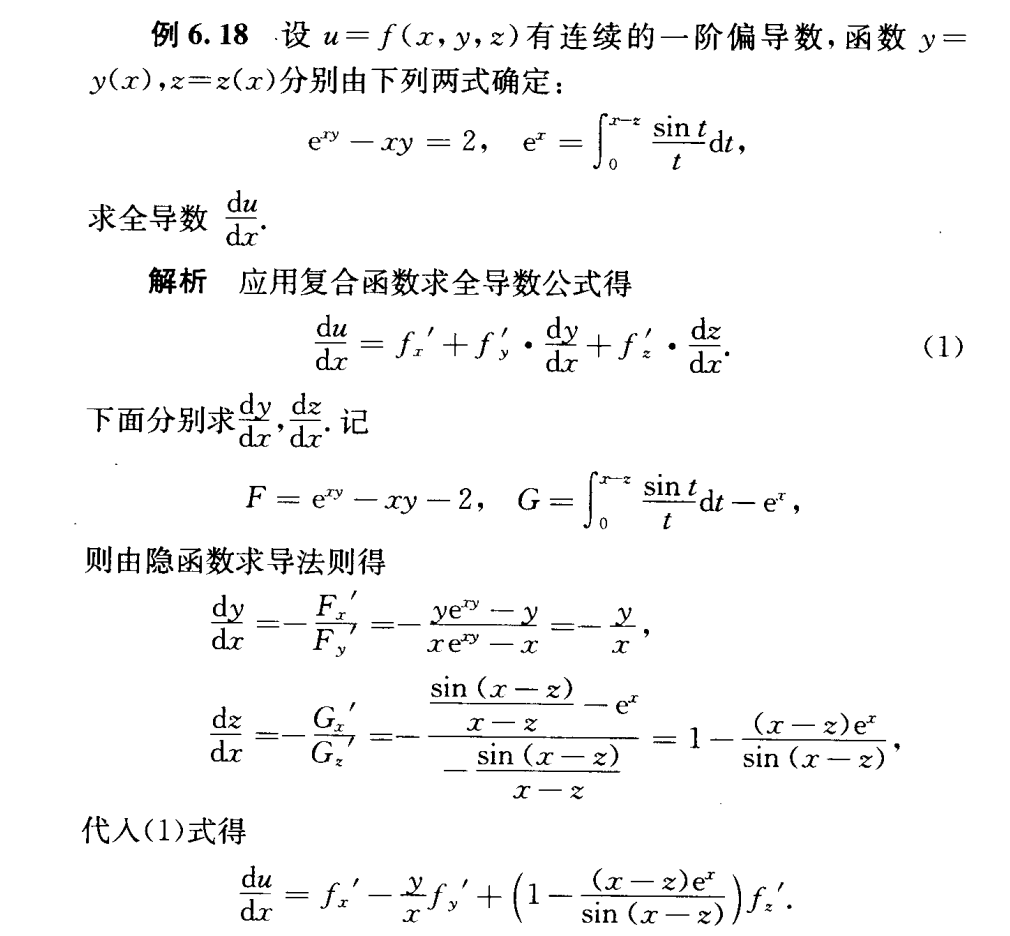 例 6.18 设 u = f(x, y, z)有连续的一阶偏导数,函数 y =
y(x),z=z(x)分别由下列两式确定:
$e^{xy} - xy = 2, \quad e^x = \int_0^{x-z} \frac{\sin t}{t} dt,$
求全导数 $\frac{du}{dx}$.
解析 应用复合函数求全导数公式得
$\frac{du}{dx} = f_x' + f_y' \cdot \frac{dy}{dx} + f_z' \cdot \frac{dz}{dx}.$ (1)
下面分别求$\frac{dy}{dx}, \frac{dz}{dx}$. 记
$F = e^{xy} - xy - 2, \quad G = \int_0^{x-z} \frac{\sin t}{t} dt - e^x,$
则由隐函数求导法则得
$\frac{dy}{dx} = -\frac{F_x'}{F_y'} = -\frac{ye^{xy} - y}{xe^{xy} - x} = -\frac{y}{x},$
$\frac{dz}{dx} = -\frac{G_x'}{G_z'} = -\frac{\frac{\sin(x-z)}{x-z} - e^x}{-\frac{\sin(x-z)}{x-z}} = 1 - \frac{(x-z)e^x}{\sin(x-z)},$
代入(1)式得
$\frac{du}{dx} = f_x' - \frac{y}{x} f_y' + \left(1 - \frac{(x-z)e^x}{\sin(x-z)}\right) f_z'.$